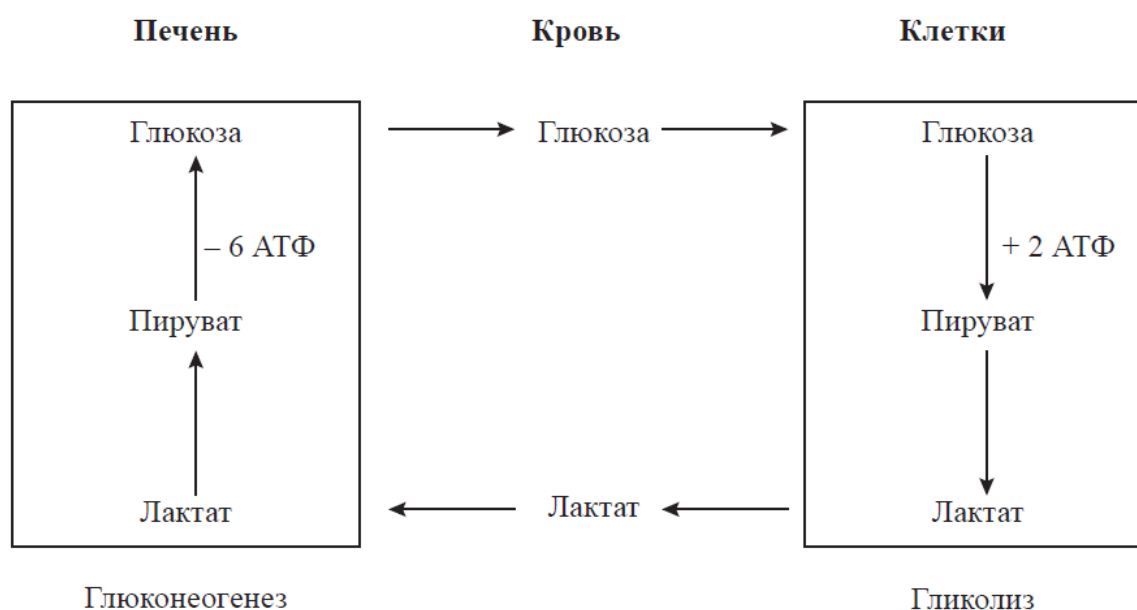 Печень Кровь Клетки
Глюкоза Глюкоза Глюкоза
– 6 АТФ + 2 АТФ
Пируват Пируват
Лактат Лактат Лактат
Глюконеогенез Гликолиз